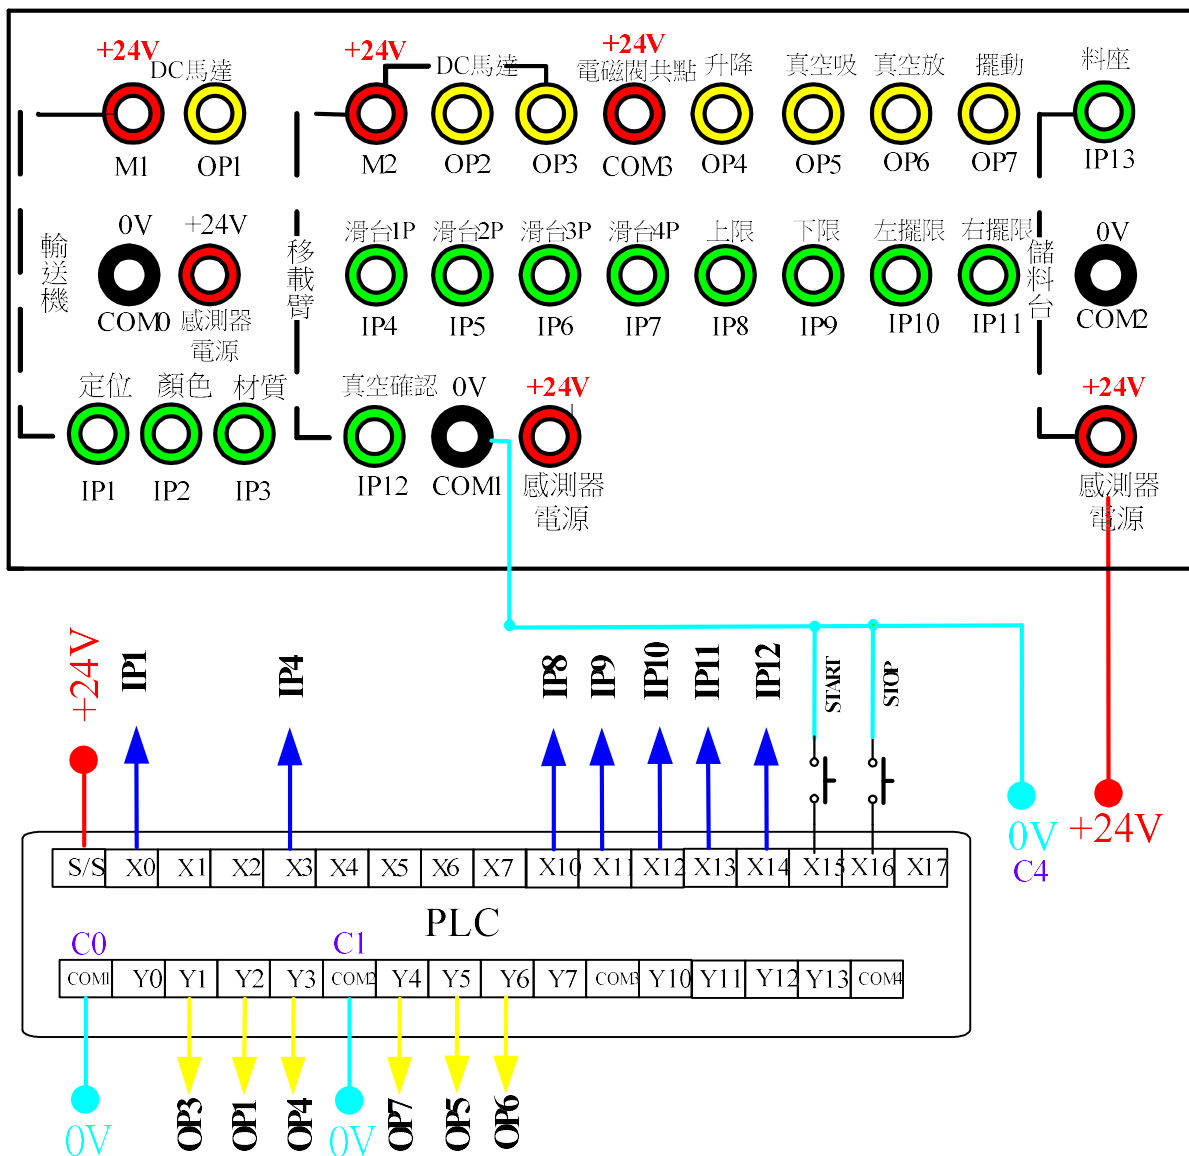 +24V +24V +24V
DC馬達 DC馬達 電磁閥共點 升降 真空吸 真空放 擺動 料座
M1 OP1 M2 OP2 OP3 COM3 OP4 OP5 OP6 OP7 IP13
0V +24V 滑台1P 滑台2P 滑台3P 滑台4P 上限 下限 左擺限 右擺限 0V
輸送機
移載臂
儲料台
COM0 感測器 IP4 IP5 IP6 IP7 IP8 IP9 IP10 IP11 COM2
電源
定位 顏色 材質 真空確認 0V +24V +24V
IP1 IP2 IP3 IP12 COM1 感測器 感測器
電源 電源
+24V IP1 IP4 IP8 IP9 IP10 IP11 IP12 START STOP
0V +24V
C4
S/S X0 X1 X2 X3 X4 X5 X6 X7 X10 X11 X12 X13 X14 X15 X16 X17
PLC
C0 C1
COM1 Y0 Y1 Y2 Y3 COM2 Y4 Y5 Y6 Y7 COM3 Y10 Y11 Y12 Y13 COM4
0V OP3 OP1 OP4 0V OP7 OP5 OP6